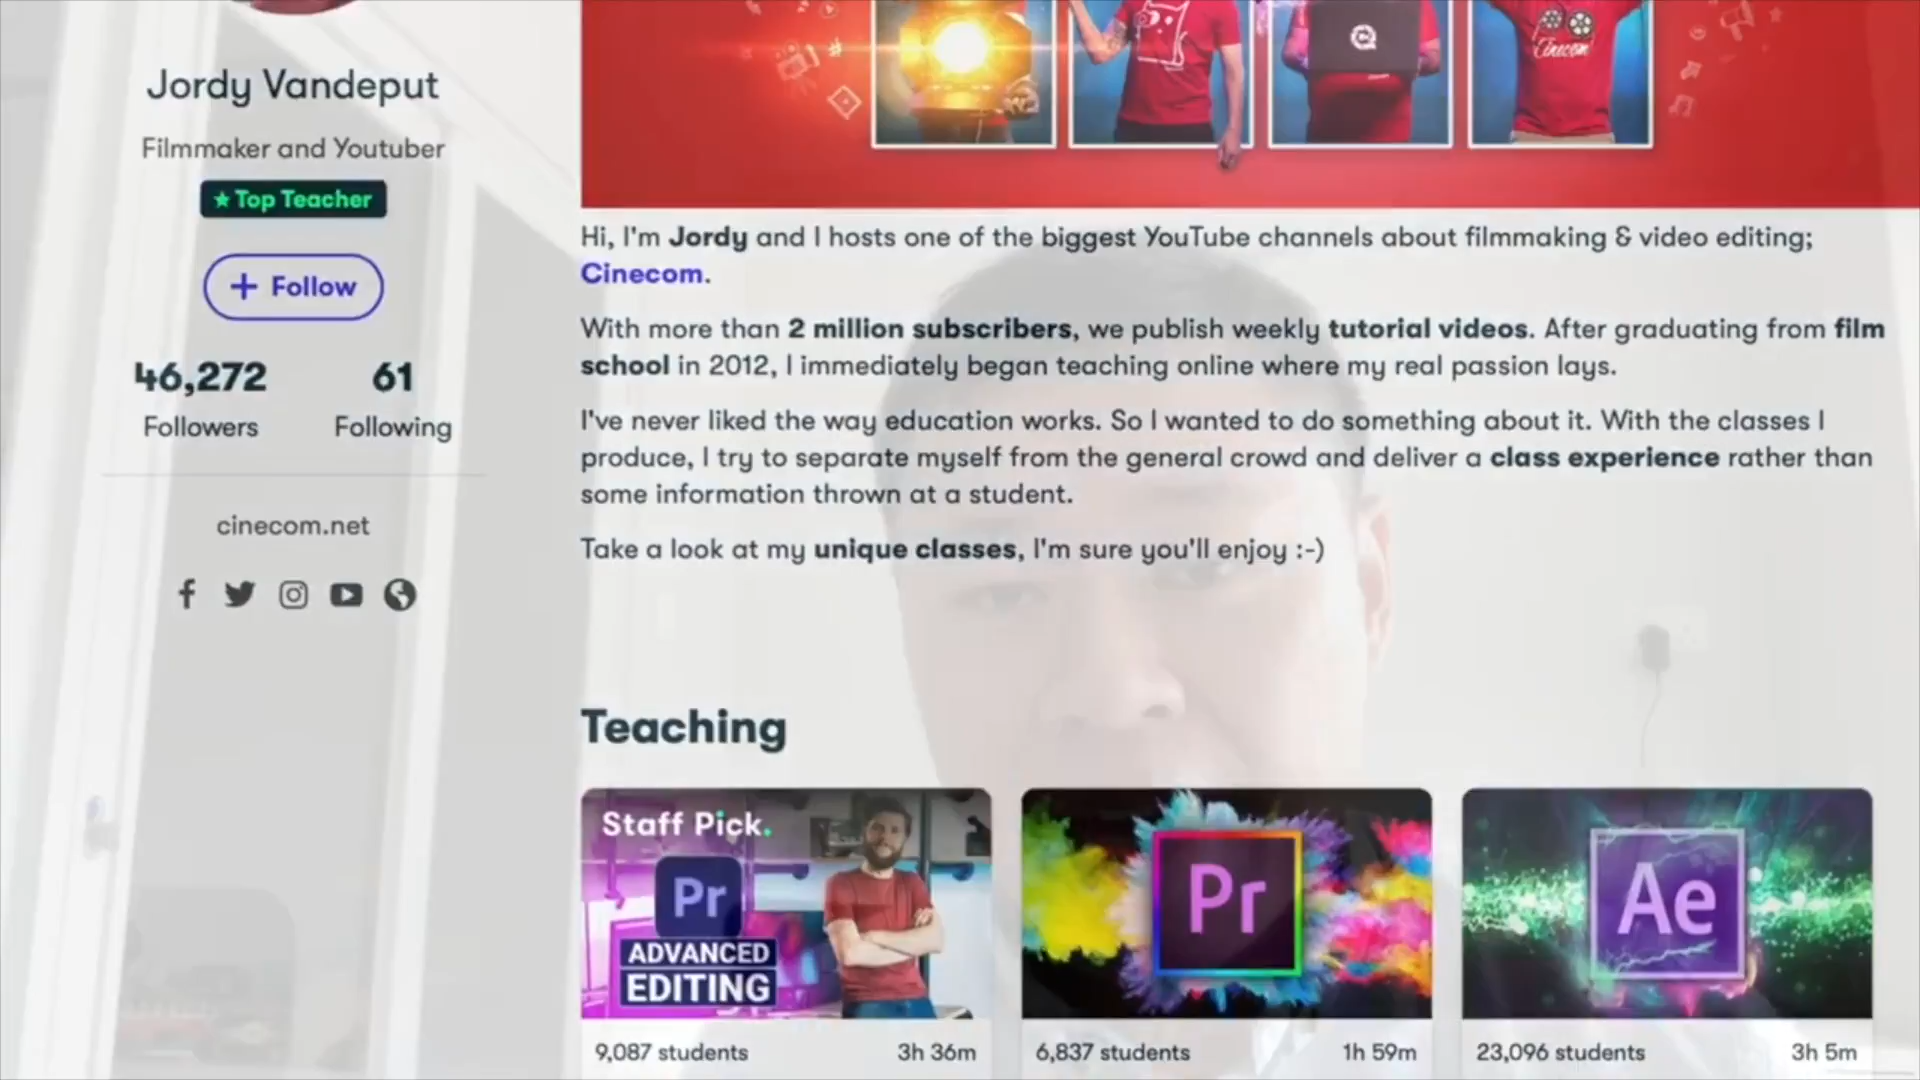 Jordy Vandeput
Filmmaker and Youtuber
★ Top Teacher
+ Follow
46,272
61
Followers
Following
cinecom.net
Cinecom
Hi, I'm Jordy and I hosts one of the biggest YouTube channels about filmmaking & video editing;
Cinecom.
With more than 2 million subscribers, we publish weekly tutorial videos. After graduating from film
school in 2012, I immediately began teaching online where my real passion lays.
I've never liked the way education works. So I wanted to do something about it. With the classes I
produce, I try to separate myself from the general crowd and deliver a class experience rather than
some information thrown at a student.
Take a look at my unique classes, I'm sure you'll enjoy :-)
Teaching
Staff Pick.
Pr
ADVANCED
EDITING
Pr
Ae
9,087 students
3h 36m
6,837 students
1h 59m
23,096 students
3h 5m